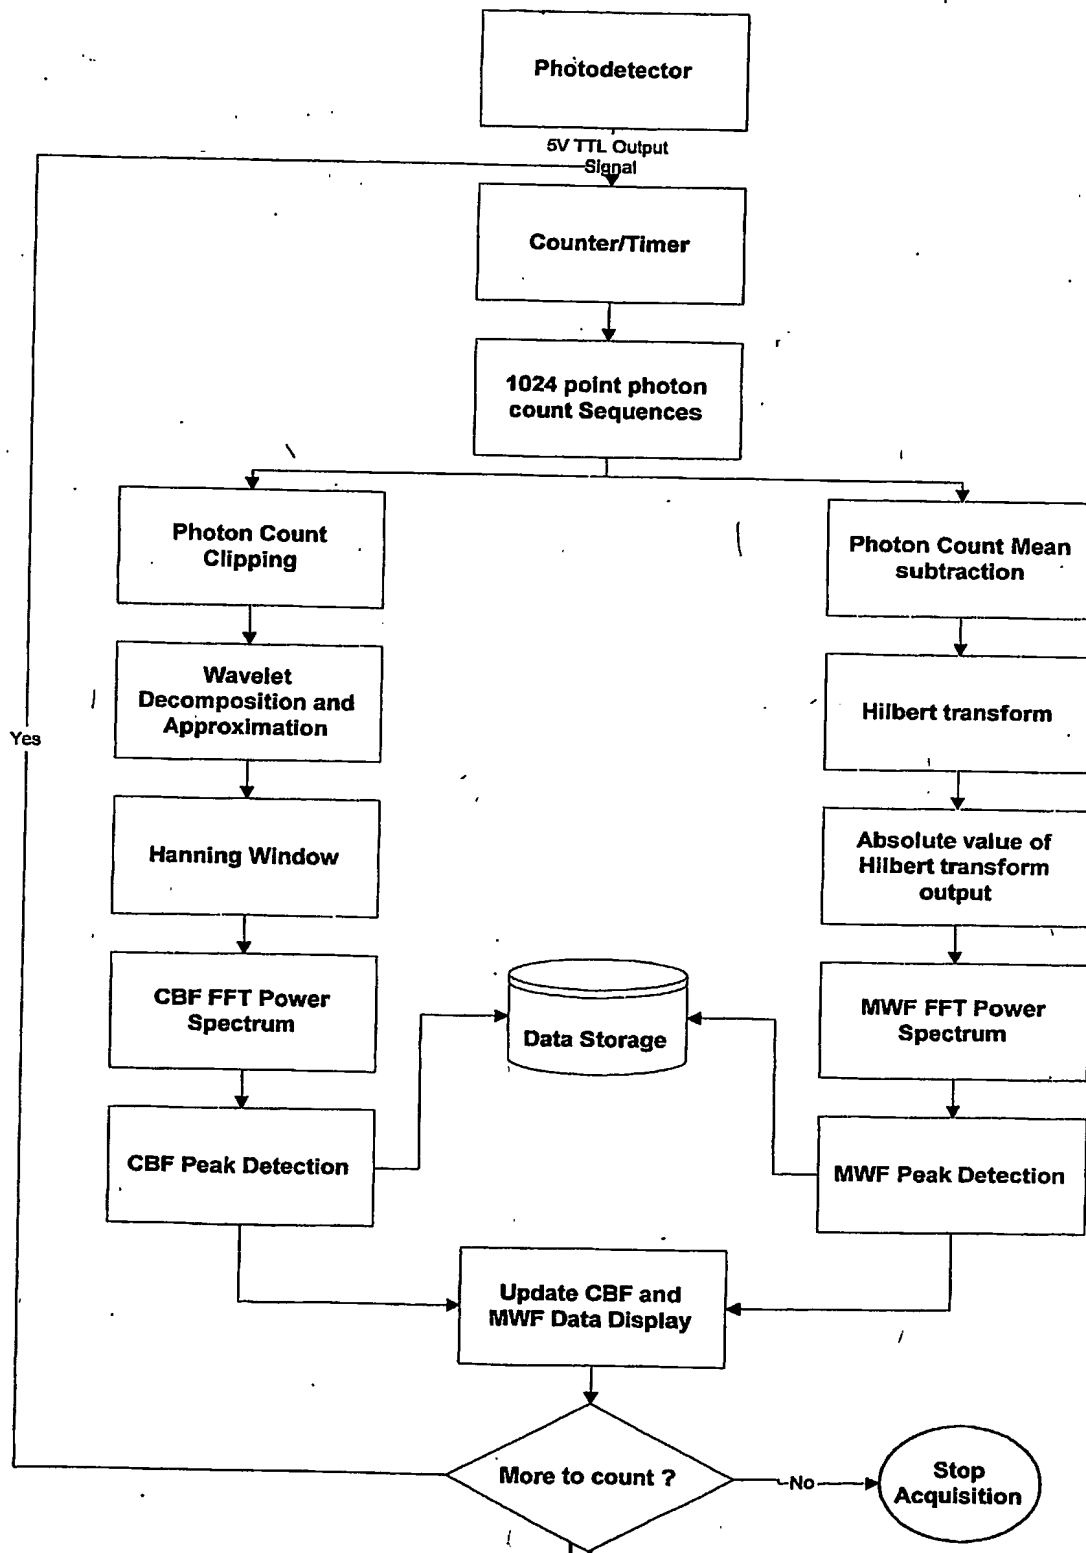 Photodetector
5V TTL Output
Signal
Counter/Timer
1024 point photon
count Sequences
Photon Count
Clipping
Photon Count Mean
subtraction
Wavelet
Decomposition and
Approximation
Hilbert transform
Yes
Hanning Window
Absolute value of
Hilbert transform
output
CBF FFT Power
Spectrum
Data Storage
MWF FFT Power
Spectrum
CBF Peak Detection
MWF Peak Detection
Update CBF and
MWF Data Display
More to count ?
No
Stop
Acquisition